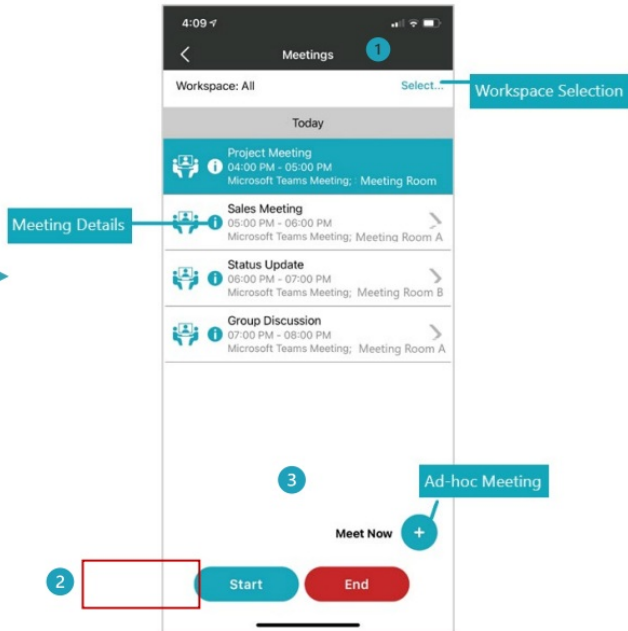 4:09
Meetings
1
Workspace: All
Select...
Workspace Selection
Today
Project Meeting
04:00 PM - 05:00 PM
Microsoft Teams Meeting; Meeting Room
Meeting Details
Sales Meeting
05:00 PM - 06:00 PM
Microsoft Teams Meeting; Meeting Room A
Status Update
06:00 PM - 07:00 PM
Microsoft Teams Meeting; Meeting Room B
Group Discussion
07:00 PM - 08:00 PM
Microsoft Teams Meeting; Meeting Room A
3
Ad-hoc Meeting
Meet Now +
2
Start
End